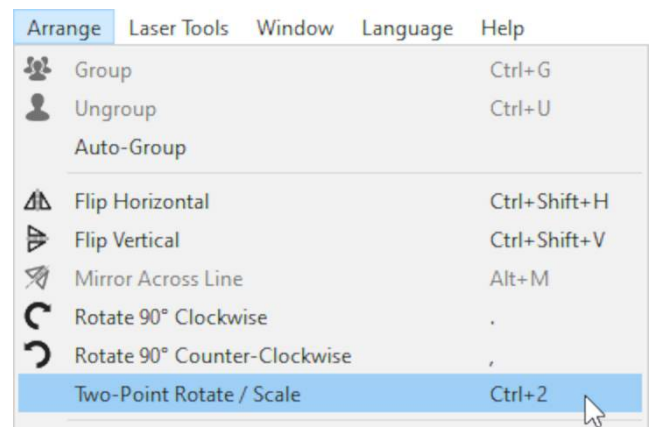 Arrange Laser Tools Window Language Help
Group Ctrl+G
Ungroup Ctrl+U
Auto-Group
Flip Horizontal Ctrl+Shift+H
Flip Vertical Ctrl+Shift+V
Mirror Across Line Alt+M
Rotate 90° Clockwise .
Rotate 90° Counter-Clockwise ,
Two-Point Rotate / Scale Ctrl+2